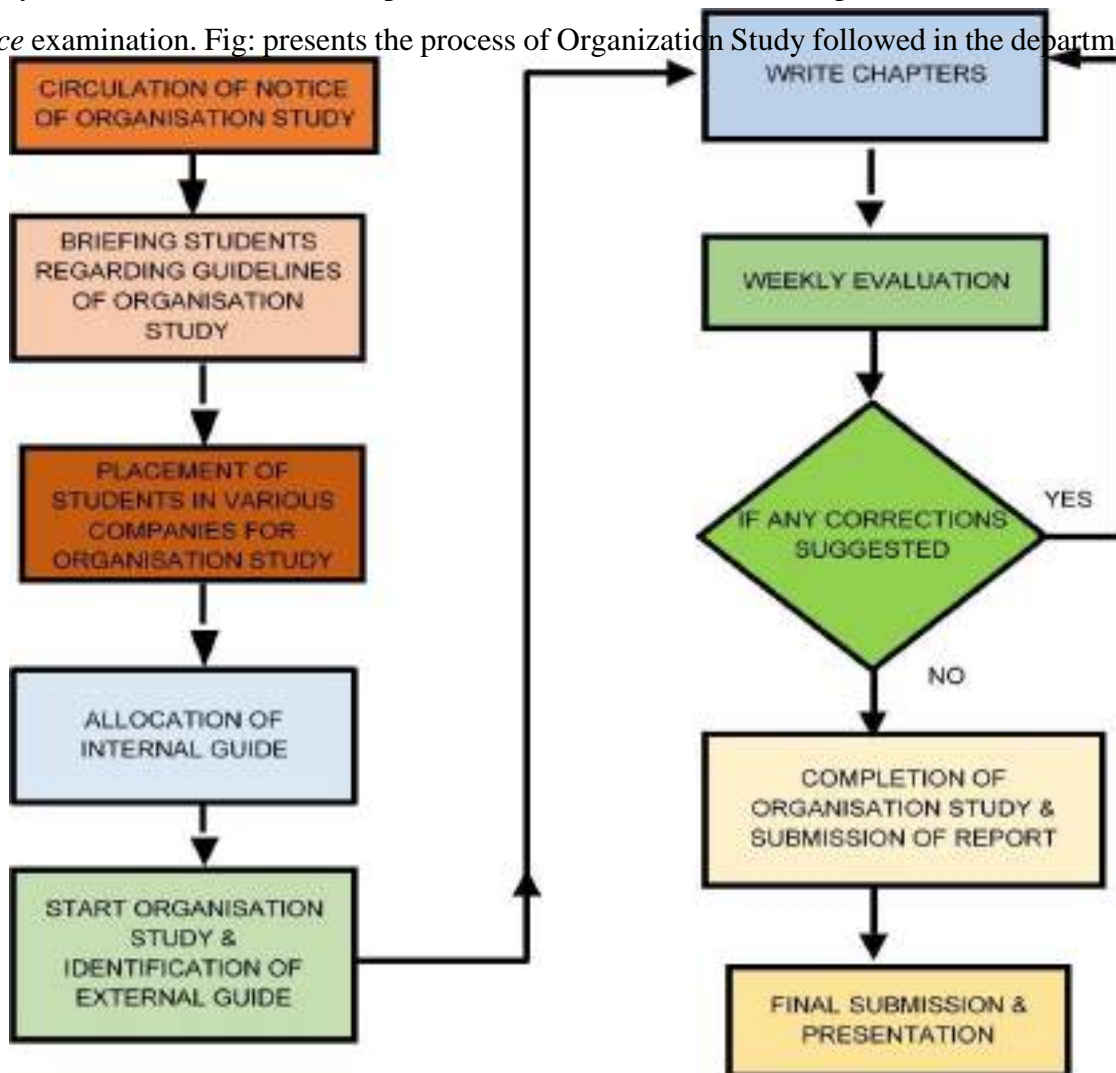 ce examination. Fig: presents the process of Organization Study followed in the departm
CIRCULATION OF NOTICE
OF ORGANISATION STUDY
BRIEFING STUDENTS
REGARDING GUIDELINES
OF ORGANISATION
STUDY
PLACEMENT OF
STUDENTS IN VARIOUS
COMPANIES FOR
ORGANISATION STUDY
ALLOCATION OF
INTERNAL GUIDE
START ORGANISATION
STUDY &
IDENTIFICATION OF
EXTERNAL GUIDE
WRITE CHAPTERS
WEEKLY EVALUATION
IF ANY CORRECTIONS
SUGGESTED
YES
NO
COMPLETION OF
ORGANISATION STUDY &
SUBMISSION OF REPORT
FINAL SUBMISSION &
PRESENTATION